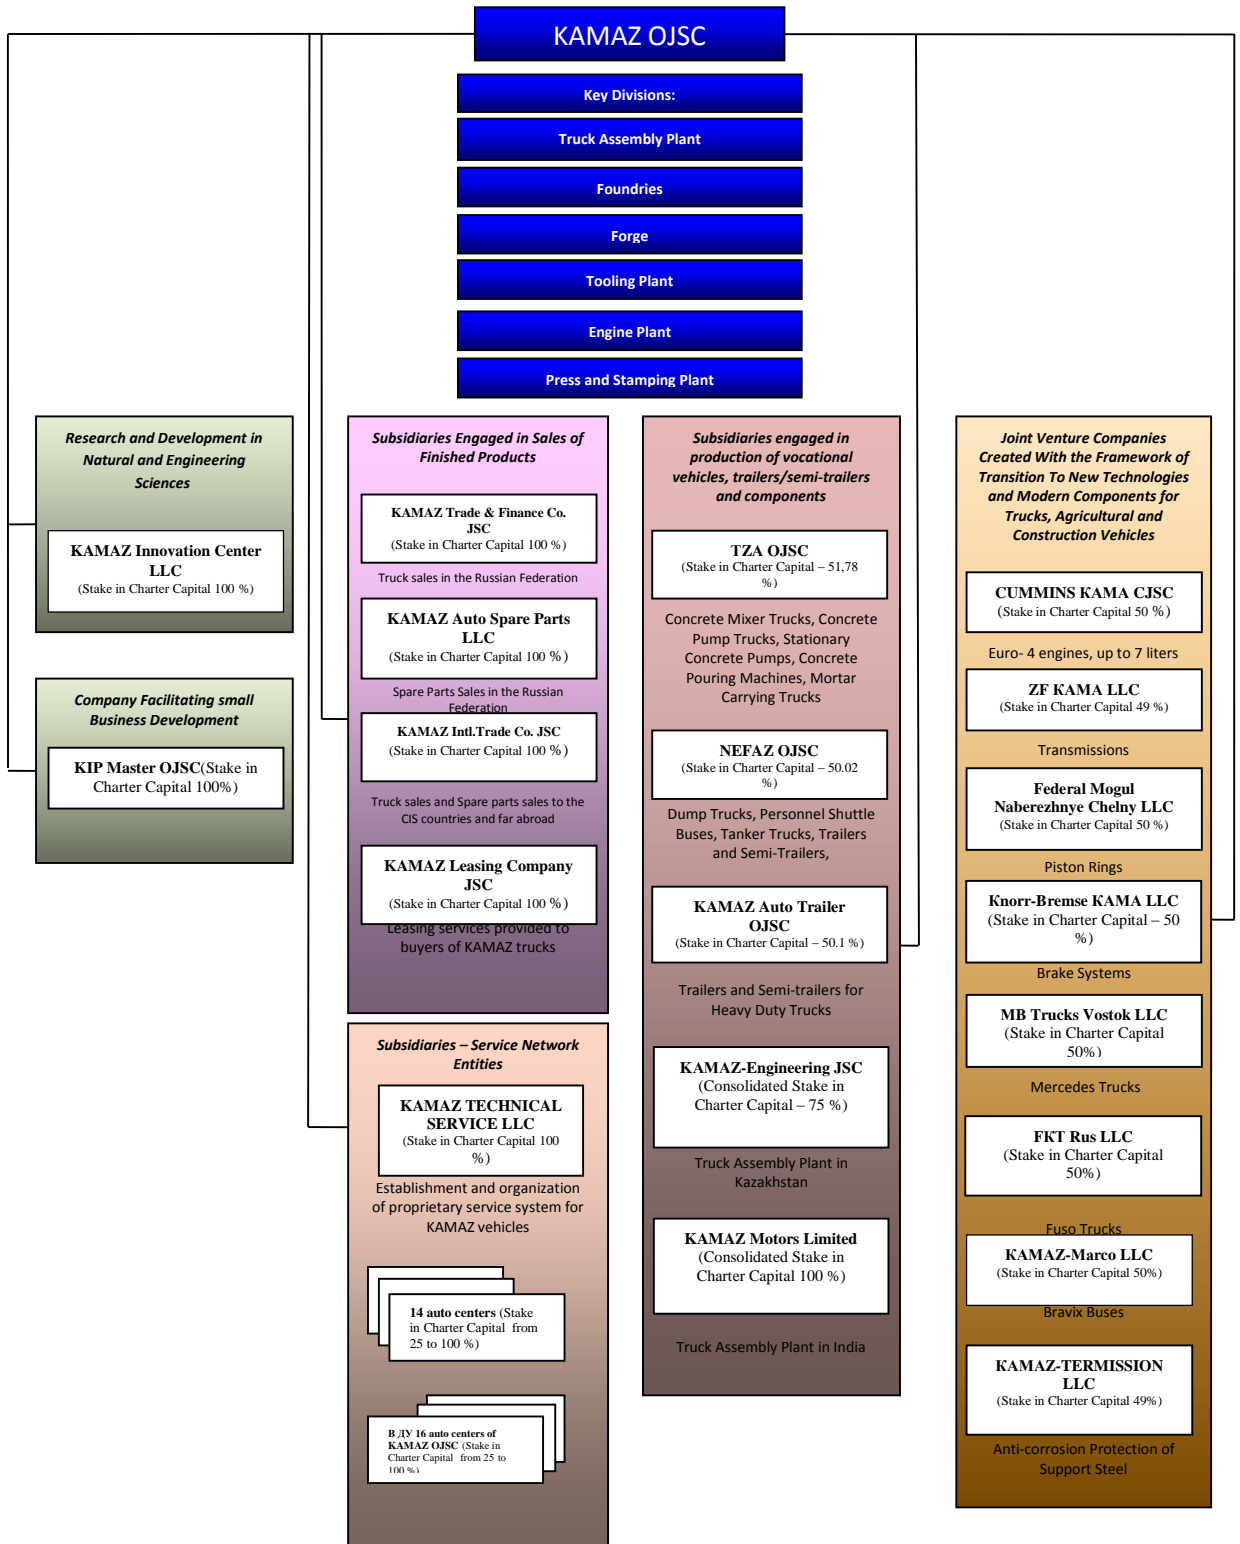 KAMAZ OJSC
Key Divisions:
Truck Assembly Plant
Foundries
Forge
Tooling Plant
Engine Plant
Press and Stamping Plant
Research and Development in
Natural and Engineering
Sciences
KAMAZ Innovation Center
LLC
(Stake in Charter Capital 100 %)
Company Facilitating small
Business Development
KIP Master OJSC(Stake in
Charter Capital 100%)
Subsidiaries Engaged in Sales of
Finished Products
KAMAZ Trade & Finance Co.
JSC
(Stake in Charter Capital 100 %)
Truck sales in the Russian Federation
KAMAZ Auto Spare Parts
LLC
(Stake in Charter Capital 100 %)
Spare Parts Sales in the Russian
Federation
KAMAZ Intl.Trade Co. JSC
(Stake in Charter Capital 100 %)
Truck sales and Spare parts sales to the
CIS countries and far abroad
KAMAZ Leasing Company
JSC
(Stake in Charter Capital 100 %)
Leasing services provided to
buyers of KAMAZ trucks
Subsidiaries – Service Network
Entities
KAMAZ TECHNICAL
SERVICE LLC
(Stake in Charter Capital 100
%)
Establishment and organization
of proprietary service system for
KAMAZ vehicles
14 auto centers (Stake
in Charter Capital from
25 to 100 %)
В ДУ 16 auto centers of
KAMAZ OJSC (Stake in
Charter Capital from 25 to
100 %)
Subsidiaries engaged in
production of vocational
vehicles, trailers/semi-trailers
and components
TZA OJSC
(Stake in Charter Capital – 51,78
%)
Concrete Mixer Trucks, Concrete
Pump Trucks, Stationary
Concrete Pumps, Concrete
Pouring Machines, Mortar
Carrying Trucks
NEFAZ OJSC
(Stake in Charter Capital – 50.02
%)
Dump Trucks, Personnel Shuttle
Buses, Tanker Trucks, Trailers
and Semi-Trailers,
KAMAZ Auto Trailer
OJSC
(Stake in Charter Capital – 50.1 %)
Trailers and Semi-trailers for
Heavy Duty Trucks
KAMAZ-Engineering JSC
(Consolidated Stake in
Charter Capital – 75 %)
Truck Assembly Plant in
Kazakhstan
KAMAZ Motors Limited
(Consolidated Stake in
Charter Capital 100 %)
Truck Assembly Plant in India
Joint Venture Companies
Created With the Framework of
Transition To New Technologies
and Modern Components for
Trucks, Agricultural and
Construction Vehicles
CUMMINS KAMA CJSC
(Stake in Charter Capital 50 %)
Euro- 4 engines, up to 7 liters
ZF KAMA LLC
(Stake in Charter Capital 49 %)
Transmissions
Federal Mogul
Naberezhnye Chelny LLC
(Stake in Charter Capital 50 %)
Piston Rings
Knorr-Bremse KAMA LLC
(Stake in Charter Capital – 50
%)
Brake Systems
MB Trucks Vostok LLC
(Stake in Charter Capital
50%)
Mercedes Trucks
FKT Rus LLC
(Stake in Charter Capital
50%)
Fuso Trucks
KAMAZ-Marco LLC
(Stake in Charter Capital 50%)
Bravix Buses
KAMAZ-TERMISSION
LLC
(Stake in Charter Capital 49%)
Anti-corrosion Protection of
Support Steel